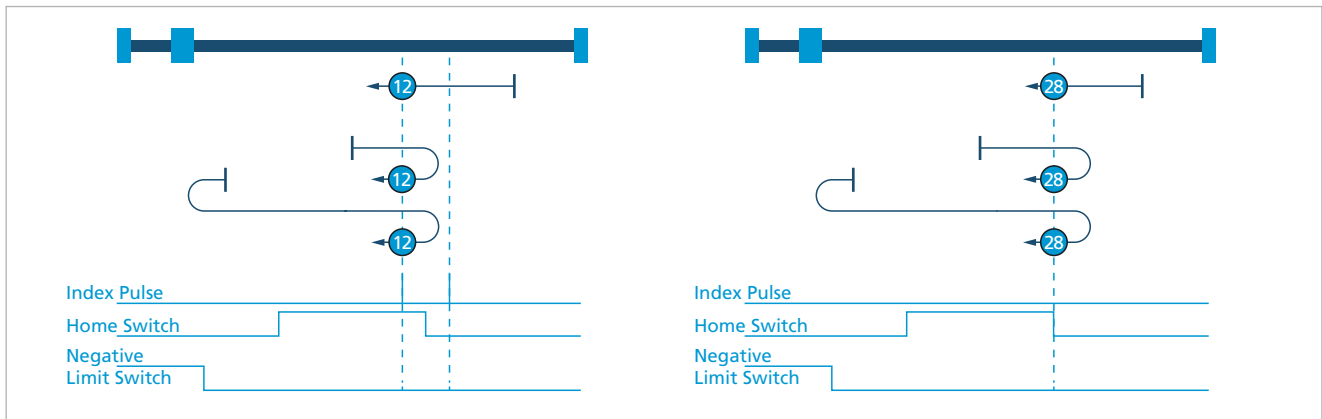 12
28
12
28
12
28
Index Pulse
Home Switch
Negative
Limit Switch
Index Pulse
Home Switch
Negative
Limit Switch